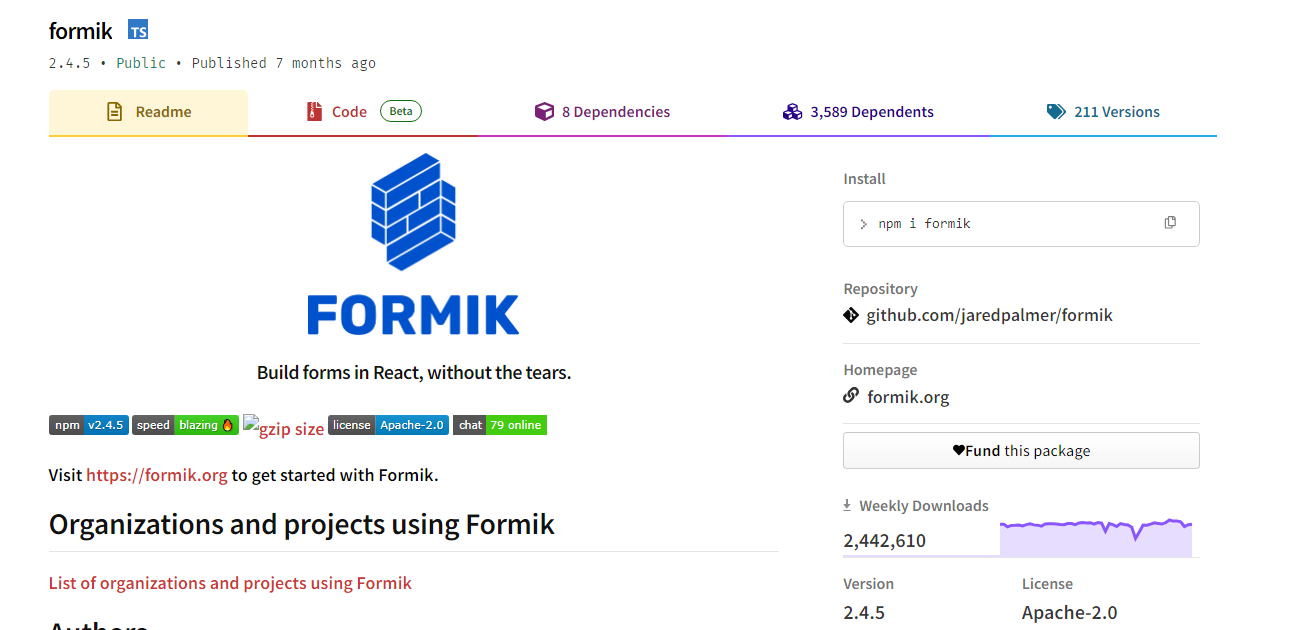 formik TS
2.4.5 • Public • Published 7 months ago
Readme
Code Beta
8 Dependencies
3,589 Dependents
211 Versions
FORMIK
Build forms in React, without the tears.
npm v2.4.5 speed blazing 🔥 gzip size license Apache-2.0 chat 79 online
Visit https://formik.org to get started with Formik.
Organizations and projects using Formik
List of organizations and projects using Formik
Authors
Install
> npm i formik
Repository
github.com/jaredpalmer/formik
Homepage
formik.org
♥Fund this package
Weekly Downloads
2,442,610
Version
2.4.5
License
Apache-2.0